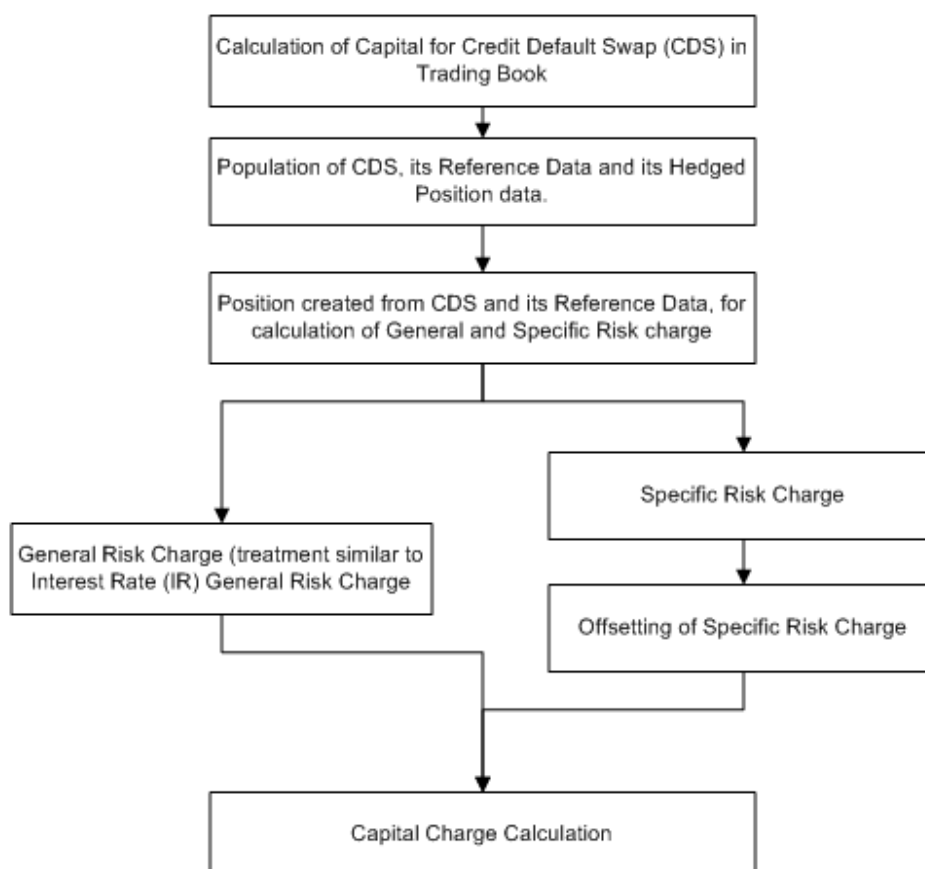 Calculation of Capital for Credit Default Swap (CDS) in
Trading Book
Population of CDS, its Reference Data and its Hedged
Position data.
Position created from CDS and its Reference Data, for
calculation of General and Specific Risk charge
Specific Risk Charge
General Risk Charge (treatment similar to
Interest Rate (IR) General Risk Charge
Offsetting of Specific Risk Charge
Capital Charge Calculation